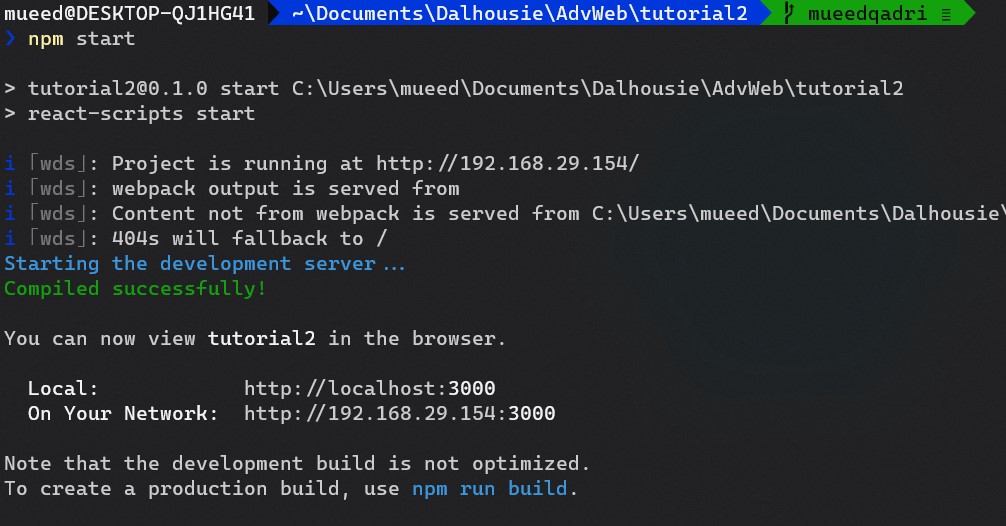 mueed@DESKTOP-QJ1HG41 ~\Documents\Dalhousie\AdvWeb\tutorial2 mueedqadri ≡
❯ npm start
> tutorial2@0.1.0 start C:\Users\mueed\Documents\Dalhousie\AdvWeb\tutorial2
> react-scripts start
i ｢wds｣: Project is running at http://192.168.29.154/
i ｢wds｣: webpack output is served from
i ｢wds｣: Content not from webpack is served from C:\Users\mueed\Documents\Dalhousie\
i ｢wds｣: 404s will fallback to /
Starting the development server...
Compiled successfully!
You can now view tutorial2 in the browser.
Local: http://localhost:3000
On Your Network: http://192.168.29.154:3000
Note that the development build is not optimized.
To create a production build, use npm run build.